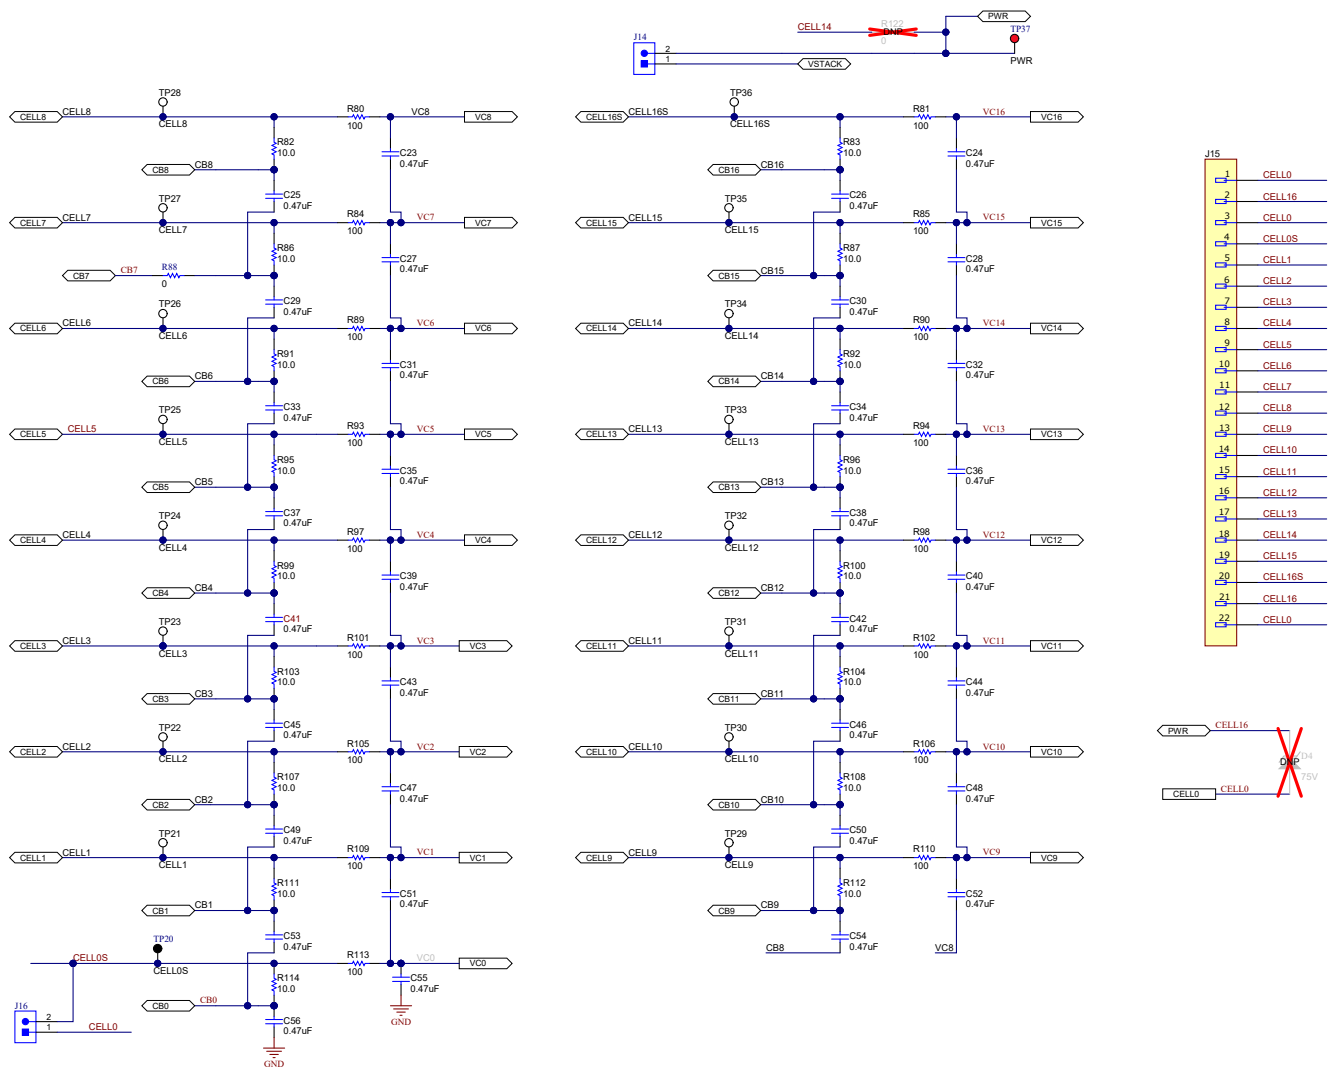 CELL14
R122
DNP
0
PWR
TP37
PWR
J14
2
1
VSTACK
TP28
CELL8 CELL8
CELL8
R80
100
VC8
VC8
R82
10.0
C23
0.47uF
CB8 CB8
C25
0.47uF
TP27
CELL7 CELL7
CELL7
R84
100
VC7
VC7
R86
10.0
C27
0.47uF
CB7 CB7
R88
0
C29
0.47uF
TP26
CELL6 CELL6
CELL6
R89
100
VC6
VC6
R91
10.0
C31
0.47uF
CB6 CB6
C33
0.47uF
TP25
CELL5 CELL5
CELL5
R93
100
VC5
VC5
R95
10.0
C35
0.47uF
CB5 CB5
C37
0.47uF
TP24
CELL4 CELL4
CELL4
R97
100
VC4
VC4
R99
10.0
C39
0.47uF
CB4 CB4
C41
0.47uF
TP23
CELL3 CELL3
CELL3
R101
100
VC3
VC3
R103
10.0
C43
0.47uF
CB3 CB3
C45
0.47uF
TP22
CELL2 CELL2
CELL2
R105
100
VC2
VC2
R107
10.0
C47
0.47uF
CB2 CB2
C49
0.47uF
TP21
CELL1 CELL1
CELL1
R109
100
VC1
VC1
R111
10.0
C51
0.47uF
CB1 CB1
C53
0.47uF
TP20
CELL0S
CELL0S
R113
100
VC0
VC0
R114
10.0
C55
0.47uF
GND
CB0 CB0
C56
0.47uF
GND
J16
2
1
CELL0
TP36
CELL16S CELL16S
CELL16S
R81
100
VC16
VC16
R83
10.0
C24
0.47uF
CB16 CB16
C26
0.47uF
TP35
CELL15 CELL15
CELL15
R85
100
VC15
VC15
R87
10.0
C28
0.47uF
CB15 CB15
C30
0.47uF
TP34
CELL14 CELL14
CELL14
R90
100
VC14
VC14
R92
10.0
C32
0.47uF
CB14 CB14
C34
0.47uF
TP33
CELL13 CELL13
CELL13
R94
100
VC13
VC13
R96
10.0
C36
0.47uF
CB13 CB13
C38
0.47uF
TP32
CELL12 CELL12
CELL12
R98
100
VC12
VC12
R100
10.0
C40
0.47uF
CB12 CB12
C42
0.47uF
TP31
CELL11 CELL11
CELL11
R102
100
VC11
VC11
R104
10.0
C44
0.47uF
CB11 CB11
C46
0.47uF
TP30
CELL10 CELL10
CELL10
R106
100
VC10
VC10
R108
10.0
C48
0.47uF
CB10 CB10
C50
0.47uF
TP29
CELL9 CELL9
CELL9
R110
100
VC9
VC9
R112
10.0
C52
0.47uF
CB9 CB9
C54
0.47uF
CB8
VC8
J15
1 CELL0
2 CELL16
3 CELL0
4 CELL0S
5 CELL1
6 CELL2
7 CELL3
8 CELL4
9 CELL5
10 CELL6
11 CELL7
12 CELL8
13 CELL9
14 CELL10
15 CELL11
16 CELL12
17 CELL13
18 CELL14
19 CELL15
20 CELL16S
21 CELL16
22 CELL0
PWR CELL16
D4
DNP
75V
CELL0 CELL0